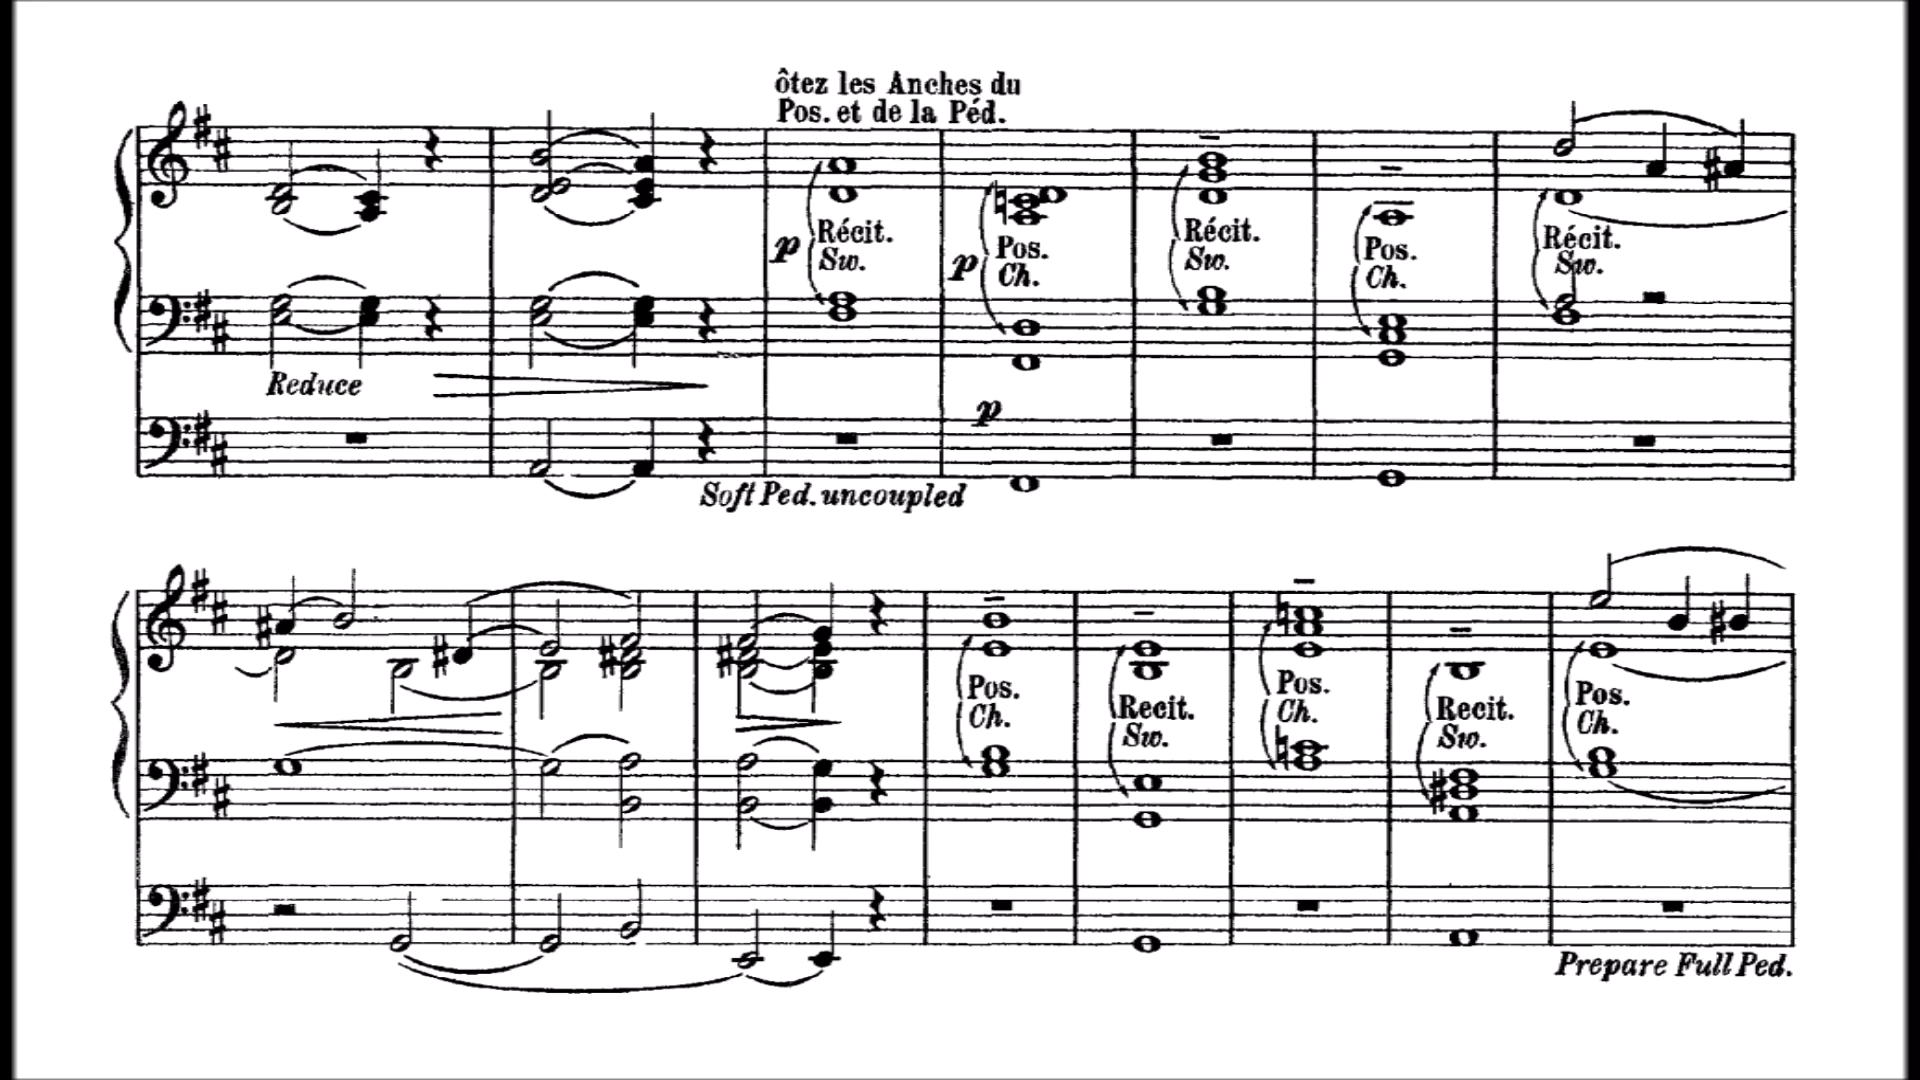 ôtez les Anches du
Pos. et de la Péd.
Récit.
Sw.
p
Pos.
Ch.
p
Récit.
Sw.
Pos.
Ch.
Récit.
Sw.
Reduce
p
Soft Ped. uncoupled
Pos.
Ch.
Recit.
Sw.
Pos.
Ch.
Recit.
Sw.
Pos.
Ch.
Prepare Full Ped.